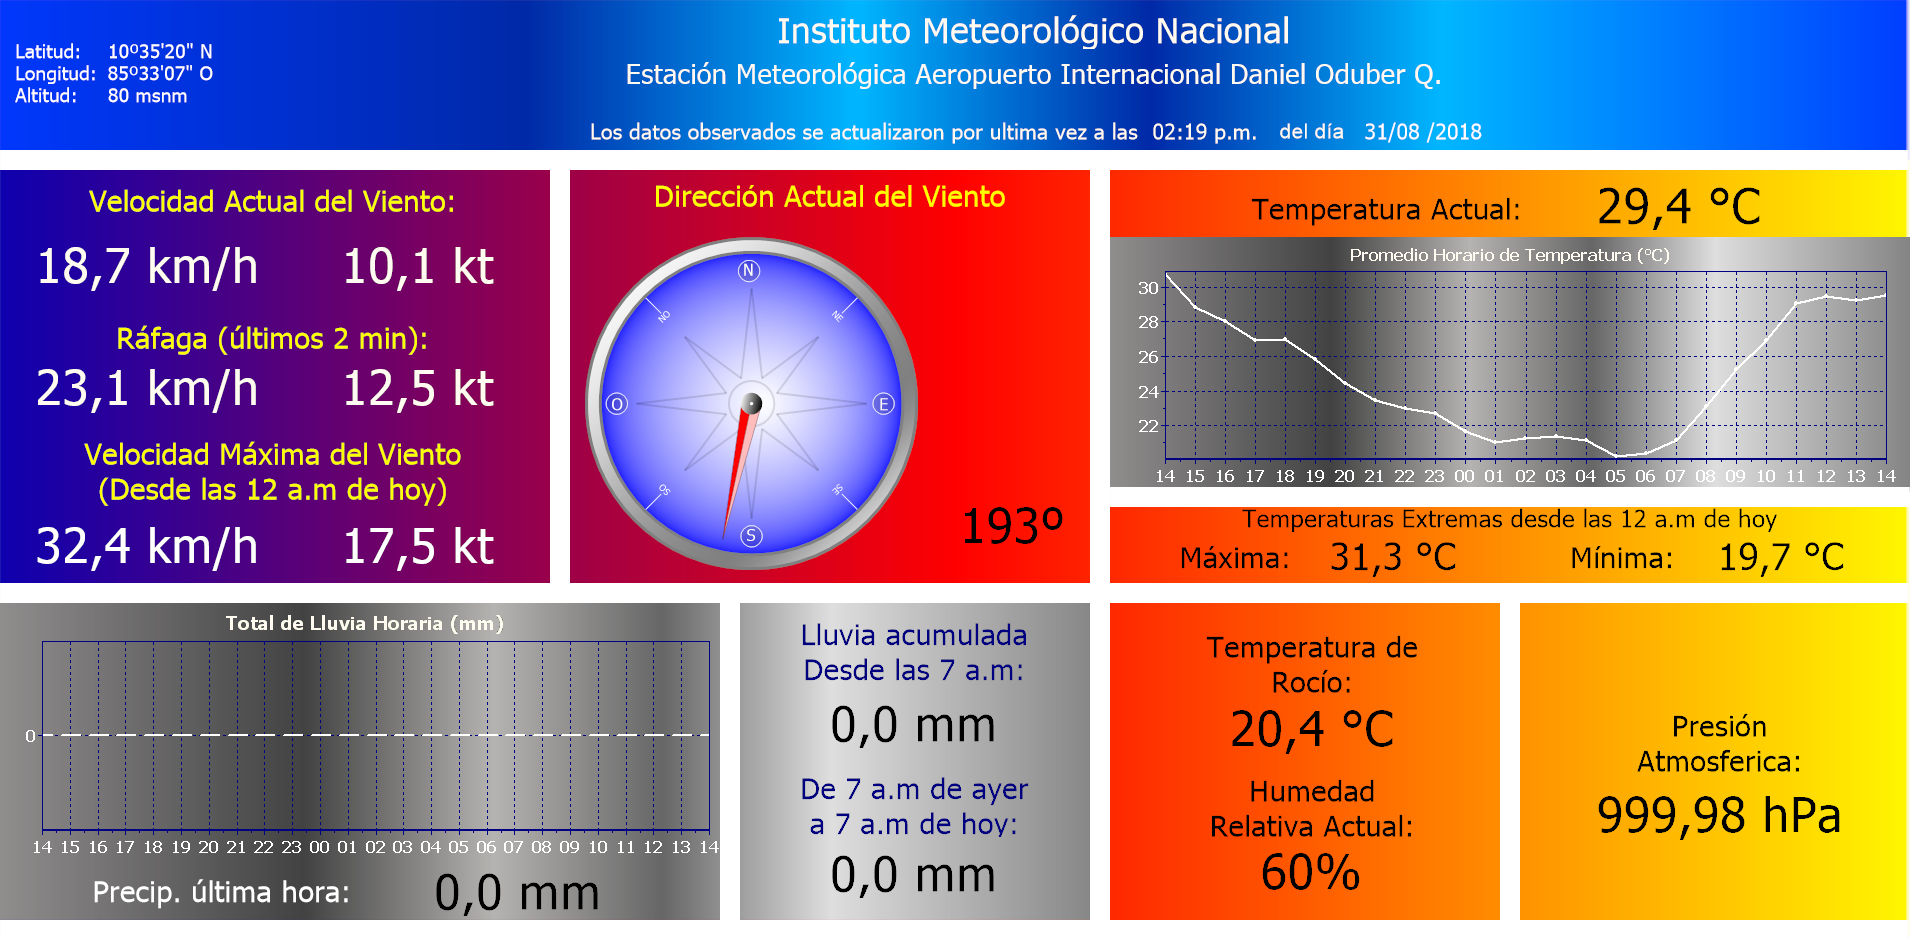 Instituto Meteorológico Nacional
Estación Meteorológica Aeropuerto Internacional Daniel Oduber Q.
Latitud: 10º35'20" N
Longitud: 85º33'07" O
Altitud: 80 msnm
Los datos observados se actualizaron por ultima vez a las 02:19 p.m. del día 31/08 /2018
Velocidad Actual del Viento:
18,7 km/h 10,1 kt
Ráfaga (últimos 2 min):
23,1 km/h 12,5 kt
Velocidad Máxima del Viento
(Desde las 12 a.m de hoy)
32,4 km/h 17,5 kt
Dirección Actual del Viento
N
NO NE
O E
SO SE
S
193º
Temperatura Actual: 29,4 °C
Promedio Horario de Temperatura (°C)
30
28
26
24
22
14 15 16 17 18 19 20 21 22 23 00 01 02 03 04 05 06 07 08 09 10 11 12 13 14
Temperaturas Extremas desde las 12 a.m de hoy
Máxima: 31,3 °C Mínima: 19,7 °C
Total de Lluvia Horaria (mm)
0
14 15 16 17 18 19 20 21 22 23 00 01 02 03 04 05 06 07 08 09 10 11 12 13 14
Precip. última hora: 0,0 mm
Lluvia acumulada
Desde las 7 a.m:
0,0 mm
De 7 a.m de ayer
a 7 a.m de hoy:
0,0 mm
Temperatura de
Rocío:
20,4 °C
Humedad
Relativa Actual:
60%
Presión
Atmosferica:
999,98 hPa